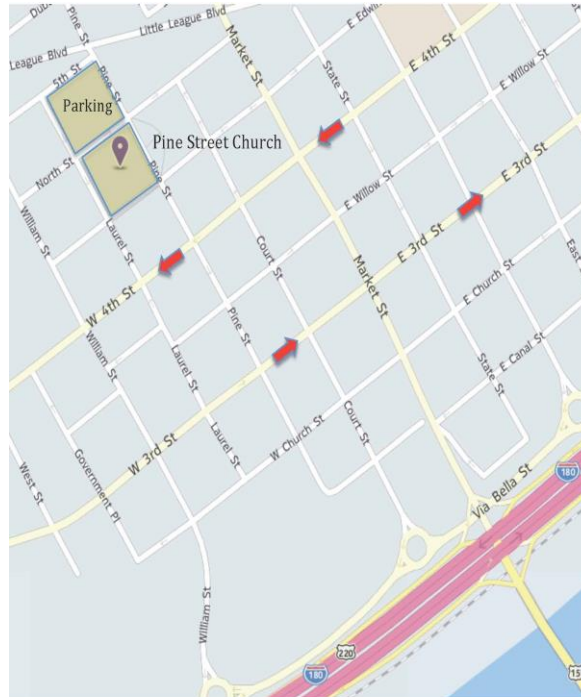 Dub
Pine St
Little League Blvd
League Blvd
5th St
Pine St
Parking
Market St
State St
E Edwin
E 4th St
E Willow St
North St
Pine Street Church
Pine St
E Willow St
E 3rd St
William St
Laurel St
Court St
E 3rd St
Market St
East
W 4th St
E Church St
William St
Laurel St
Pine St
E Canal St
State St
W 3rd St
Laurel St
W Church St
Court St
West St
Government Pl
Via Bella St
180
William St
220
180
15